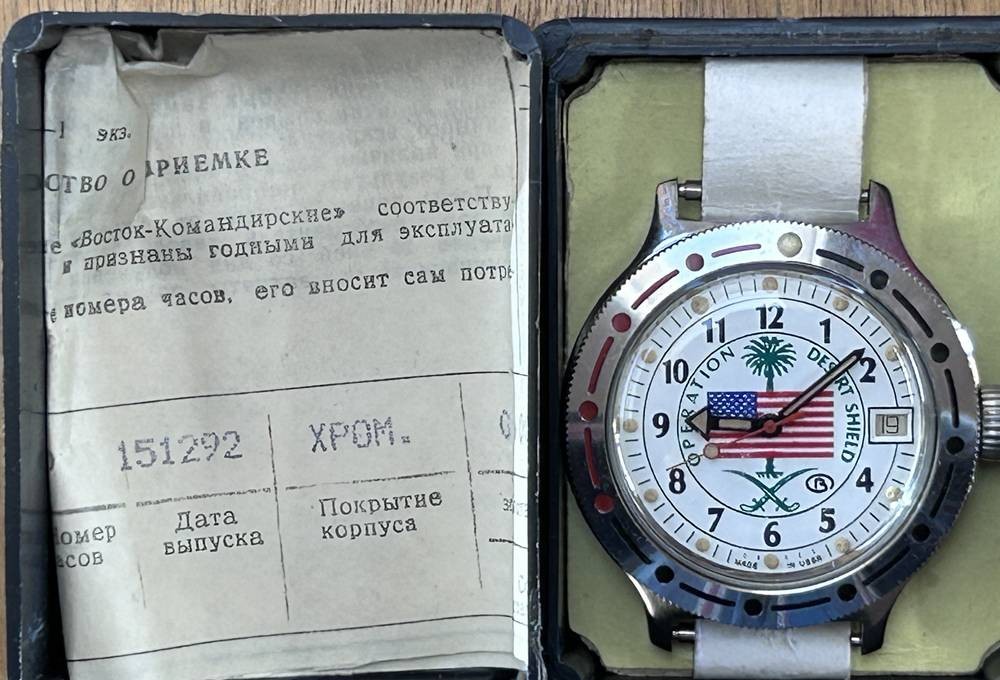 1 экз.
СТВО О ПРИЕМКЕ
«Восток-Командирские» соответству
и признаны годными для эксплуата
номера часов, его вносит сам потре
151292 ХРОМ.
омер Дата Покрытие
асов выпуска корпуса
12
11 1
10 2
9 19
8 4
7 5
6
OPERATION DESERT SHIELD
В
MADE IN USSR